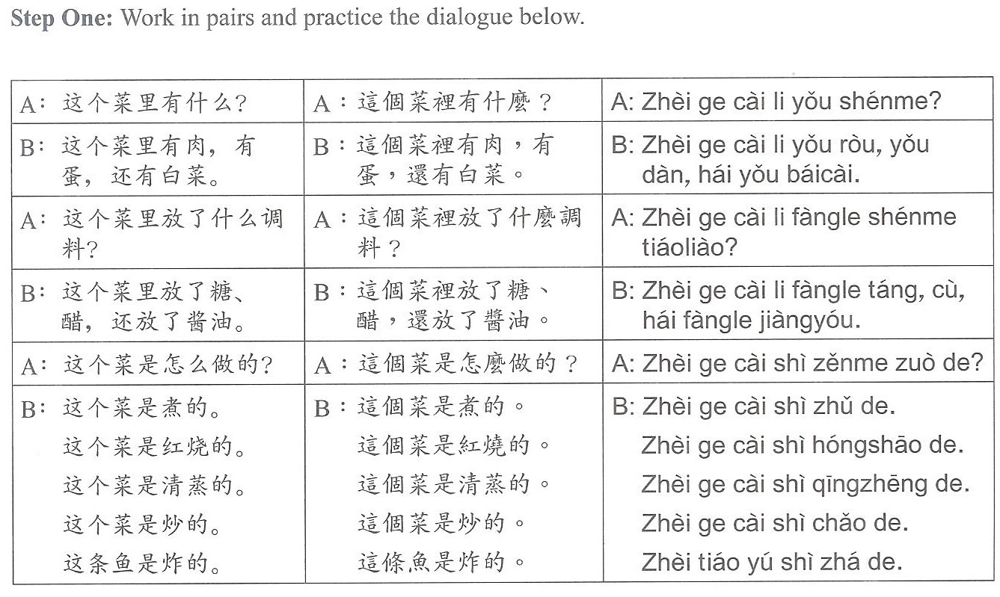 Step One: Work in pairs and practice the dialogue below.
A：这个菜里有什么?
A：這個菜裡有什麼？
A: Zhèi ge cài li yǒu shénme?
B：这个菜里有肉，有
蛋，还有白菜。
B：這個菜裡有肉，有
蛋，還有白菜。
B: Zhèi ge cài li yǒu ròu, yǒu
dàn, hái yǒu báicài.
A：这个菜里放了什么调
料?
A：這個菜裡放了什麼調
料？
A: Zhèi ge cài li fàngle shénme
tiáoliào?
B：这个菜里放了糖、
醋，还放了酱油。
B：這個菜裡放了糖、
醋，還放了醬油。
B: Zhèi ge cài li fàngle táng, cù,
hái fàngle jiàngyóu.
A：这个菜是怎么做的?
A：這個菜是怎麼做的？
A: Zhèi ge cài shì zěnme zuò de?
B：这个菜是煮的。
这个菜是红烧的。
这个菜是清蒸的。
这个菜是炒的。
这条鱼是炸的。
B：這個菜是煮的。
這個菜是紅燒的。
這個菜是清蒸的。
這個菜是炒的。
這條魚是炸的。
B: Zhèi ge cài shì zhǔ de.
Zhèi ge cài shì hóngshāo de.
Zhèi ge cài shì qīngzhēng de.
Zhèi ge cài shì chǎo de.
Zhèi tiáo yú shì zhá de.